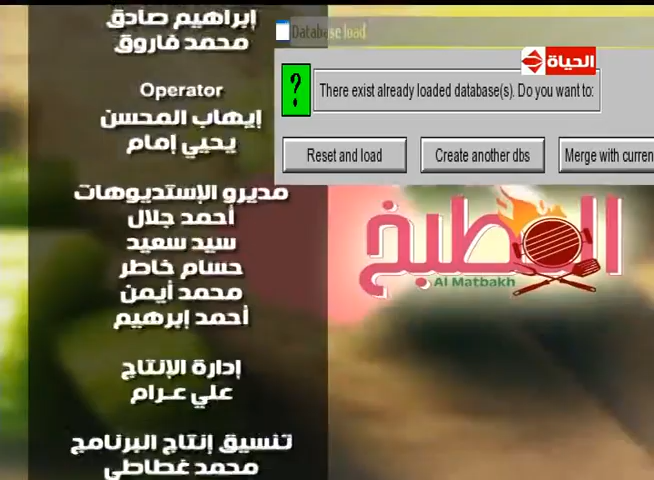 إبراهيم صادق
محمد فاروق
Operator
إيهاب المحسن
يحيي إمام
مديرو الإستديوهات
أحمد جلال
سيد سعيد
حسام خاطر
محمد أيمن
أحمد إبرهيم
إدارة الإنتاج
علي عرام
تنسيق إنتاج البرنامج
محمد غطاطي
Database load
الحياة
?
There exist already loaded database(s). Do you want to:
Reset and load
Create another dbs
Merge with curren
المطبخ
Al Matbakh